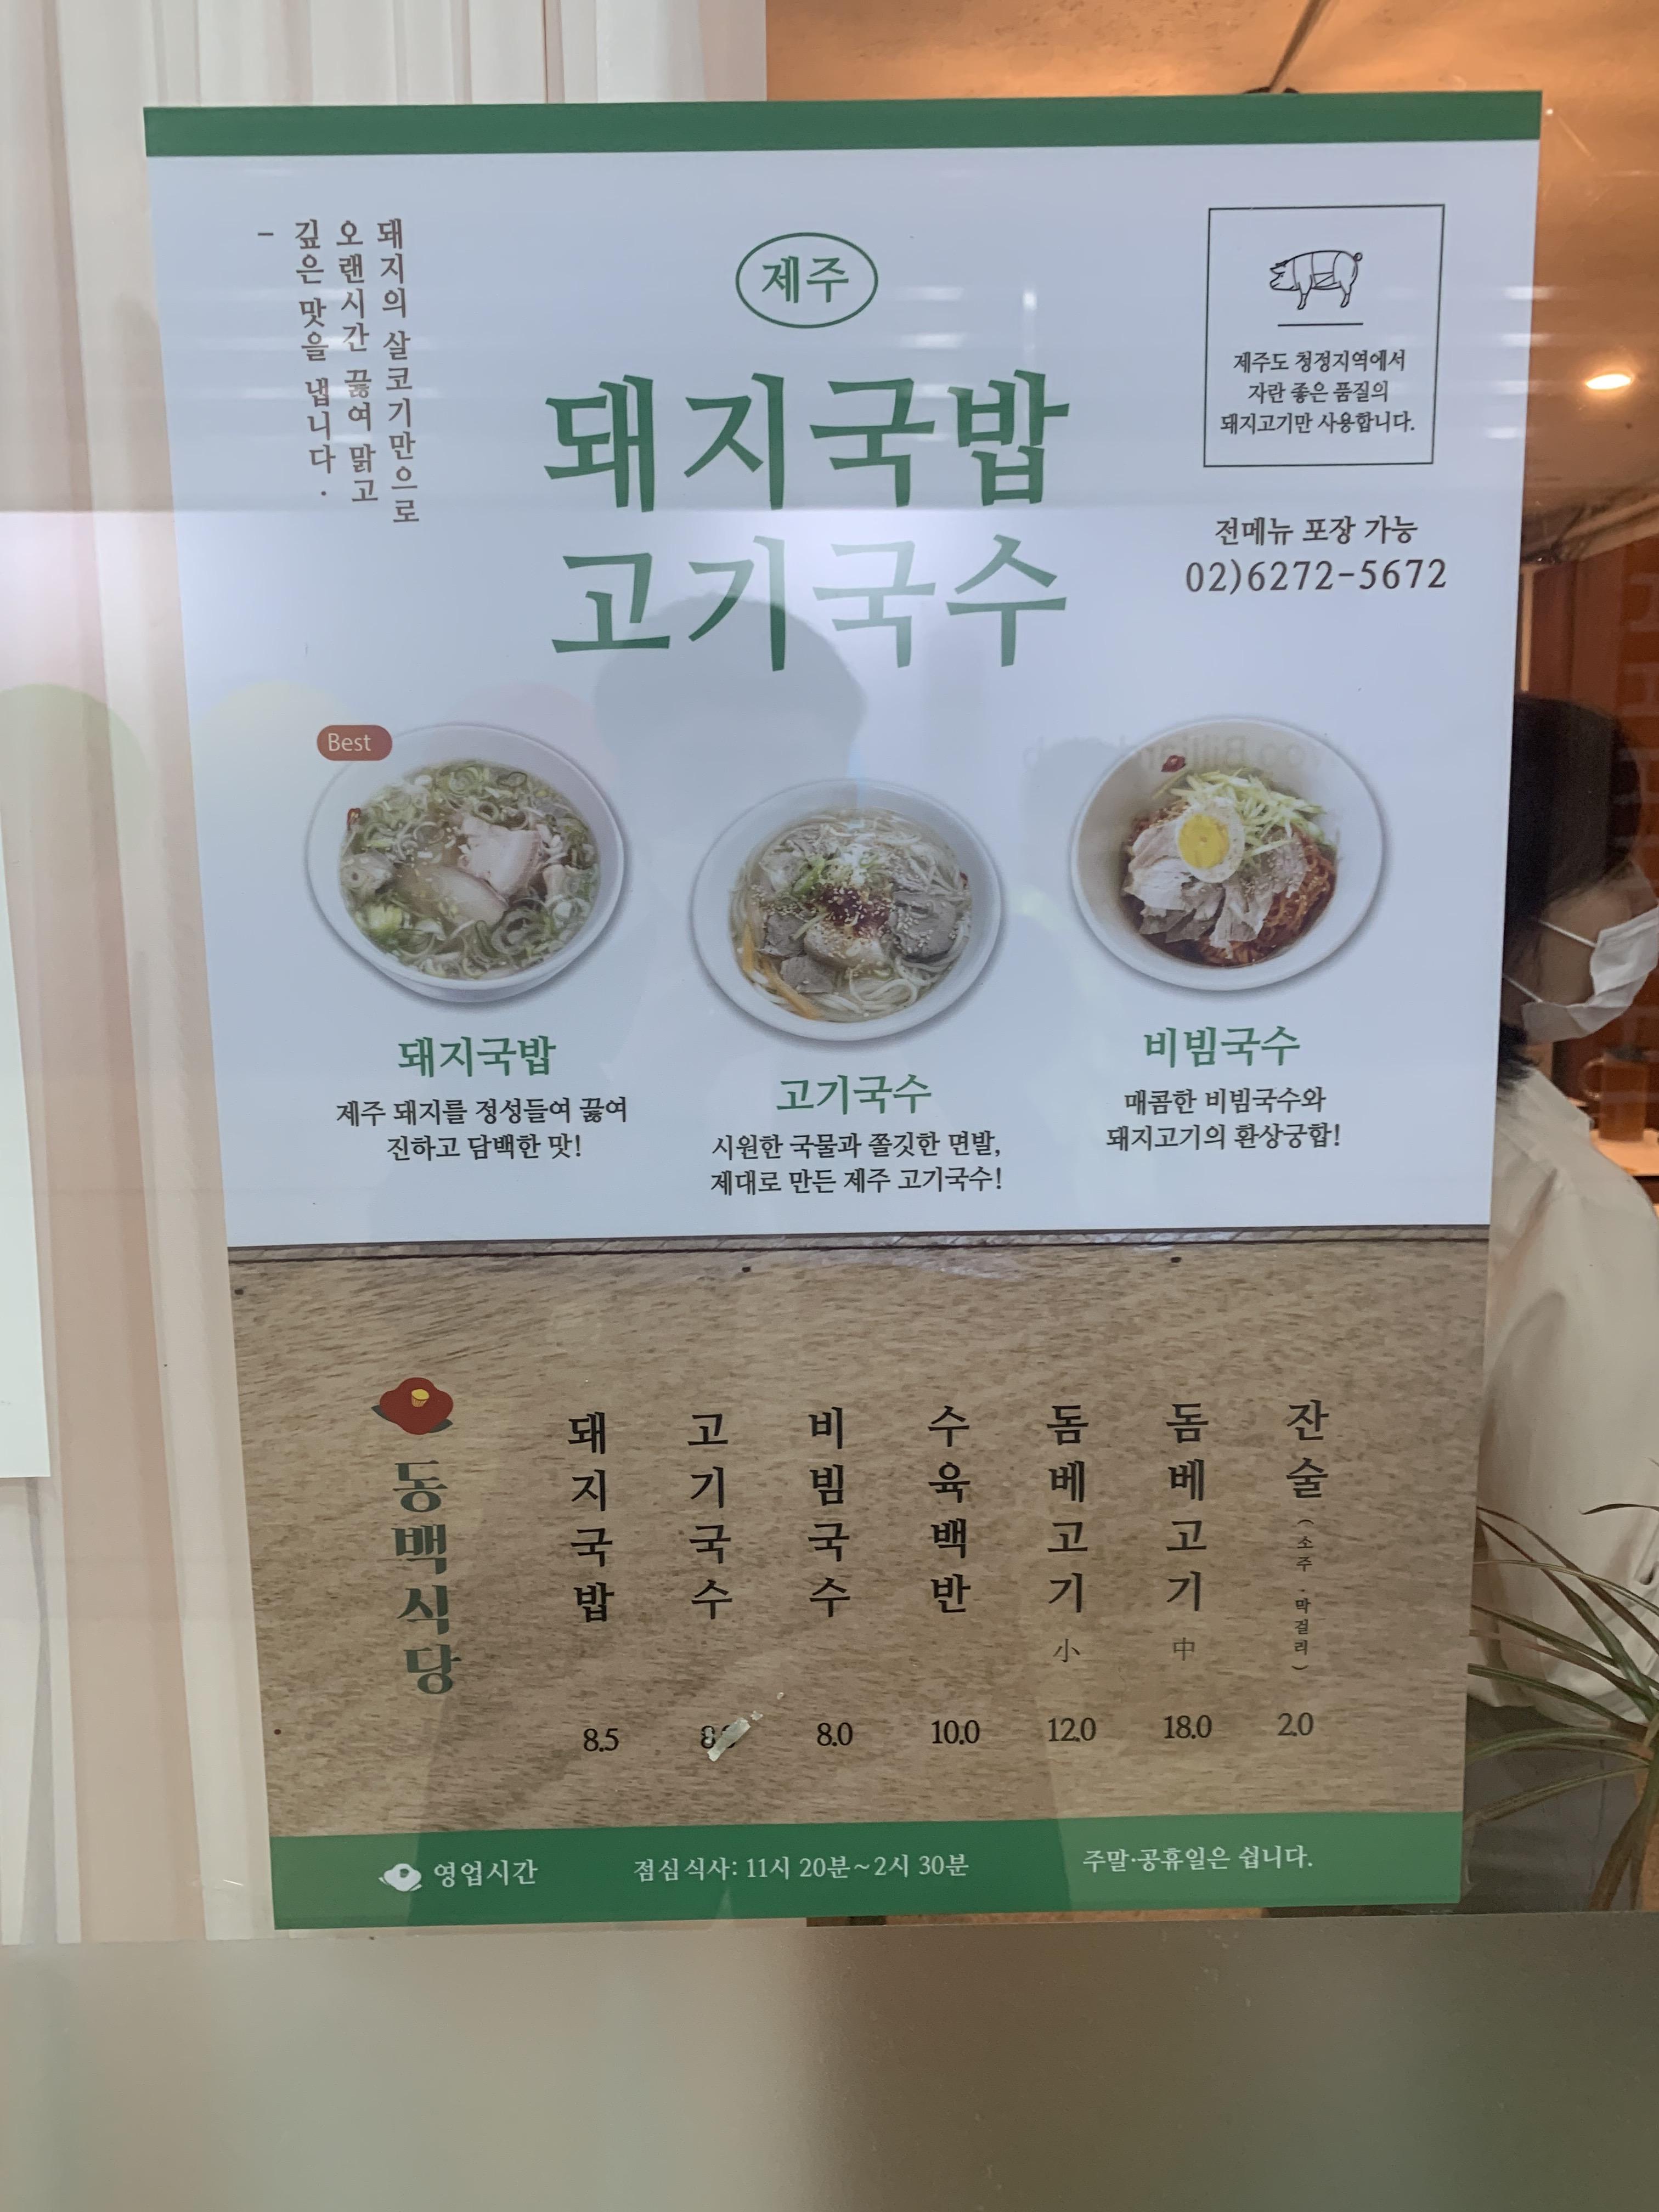 돼지의 살코기만으로
오랜시간 끓여 맑고
깊은 맛을 냅니다.
제주
돼지국밥
고기국수
제주도 청정지역에서
자란 좋은 품질의
돼지고기만 사용합니다.
전메뉴 포장 가능
02)6272-5672
Best
돼지국밥
제주 돼지를 정성들여 끓여
진하고 담백한 맛!
고기국수
시원한 국물과 쫄깃한 면발,
제대로 만든 제주 고기국수!
비빔국수
매콤한 비빔국수와
돼지고기의 환상궁합!
동백식당
돼지국밥 8.5
고기국수
비빔국수 8.0
수육백반 10.0
돔베고기 小 12.0
돔베고기 中 18.0
잔술 (소주·막걸리) 2.0
영업시간 점심식사: 11시 20분~2시 30분 주말·공휴일은 쉽니다.